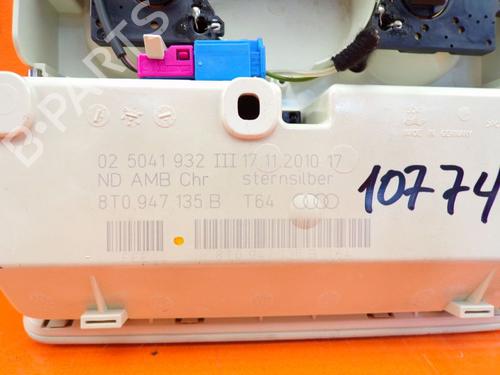 B-PARTS
MADE IN GERMANY
02 5041 932 III 17.11.2010 17
ND AMB Chr sternsilber
8T0 947 135 B T64
10774